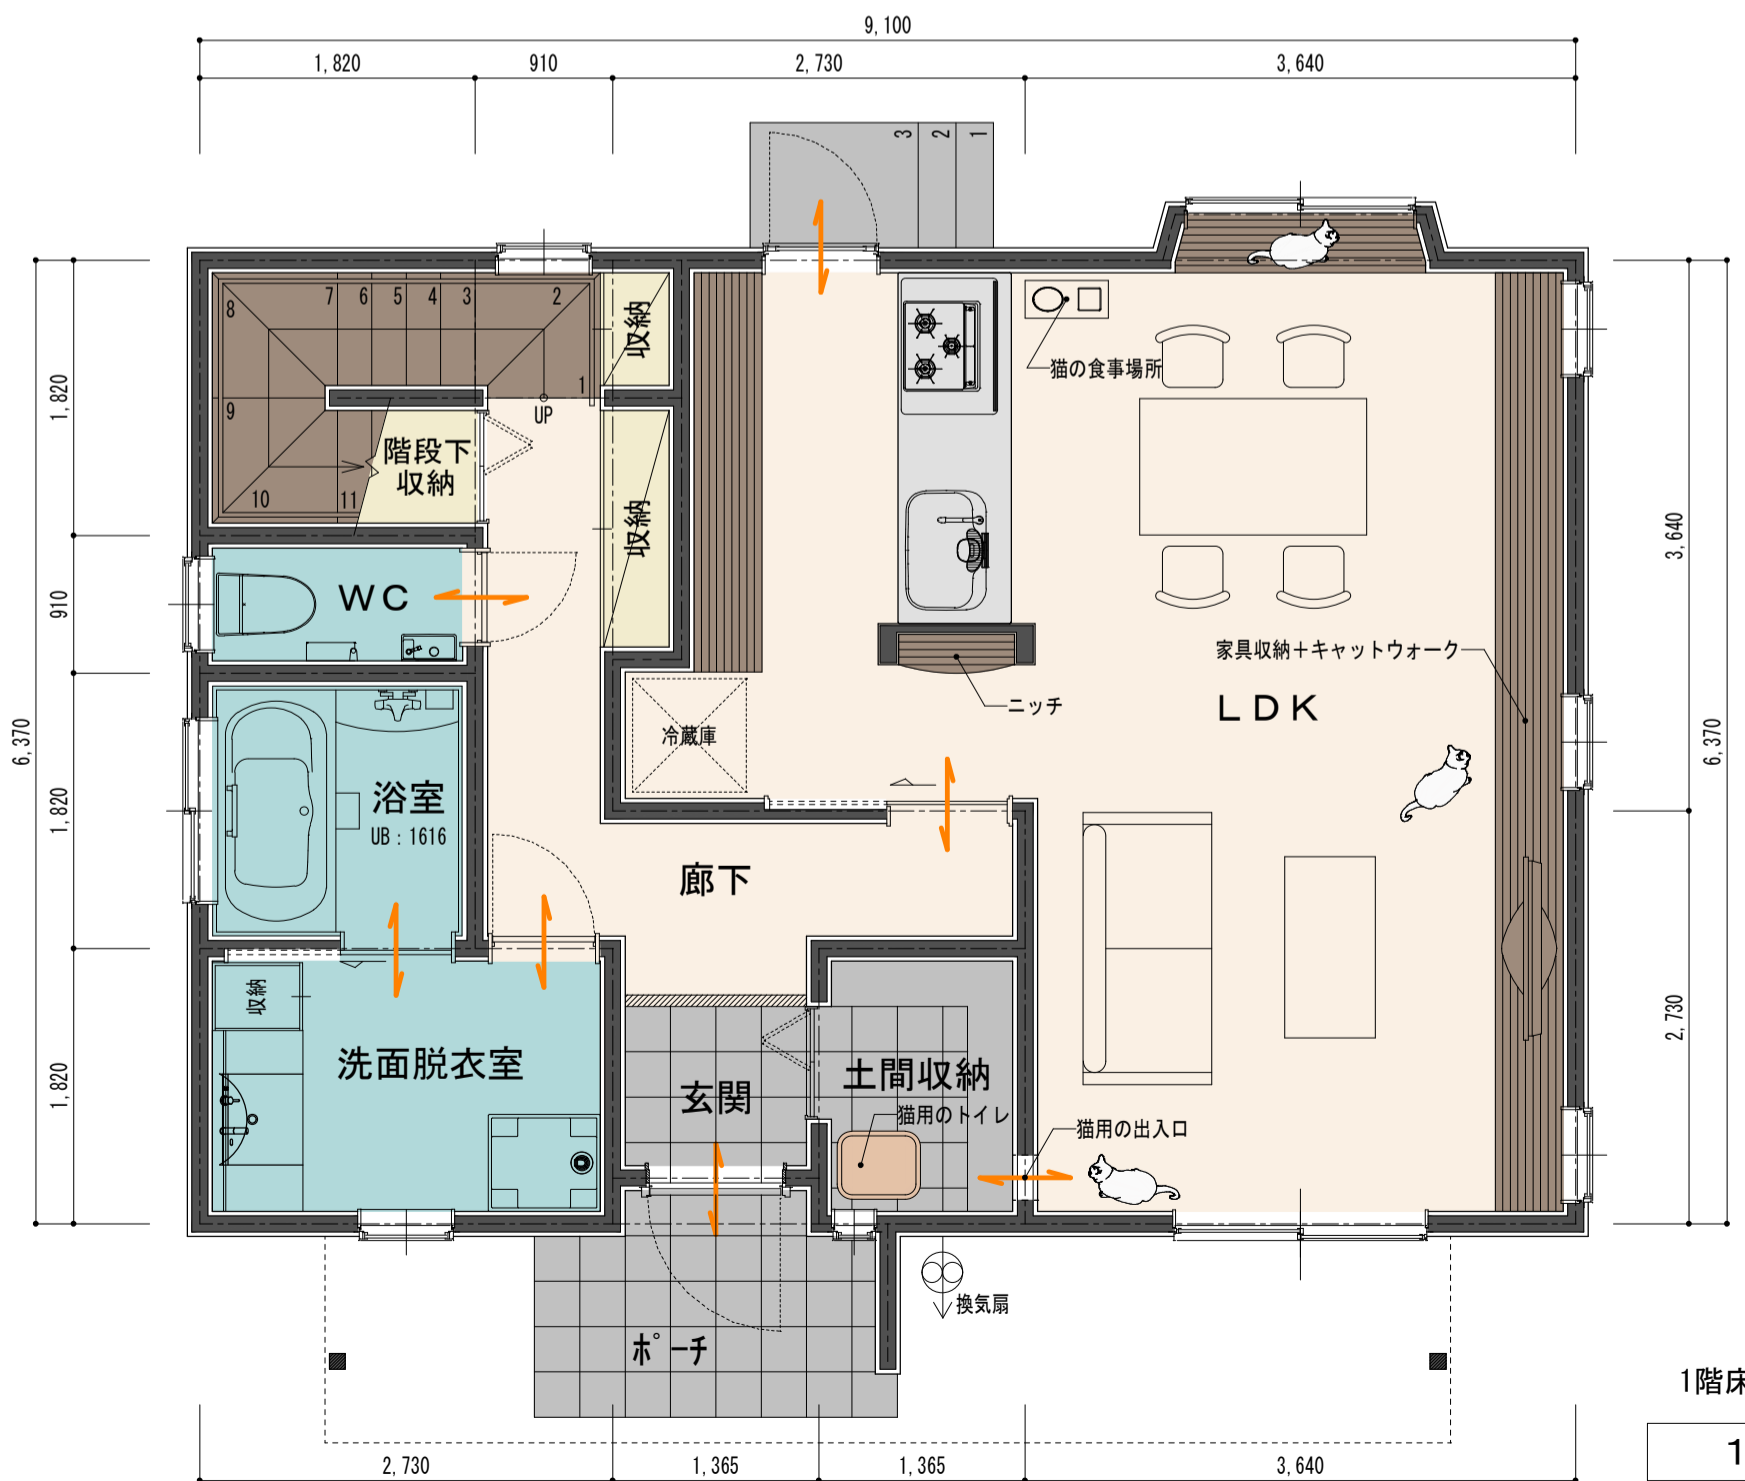 9,100
1,820
910
2,730
3,640
3
2
1
収納
7
6
5
4
3
2
8
1
UP
9
階段下
収納
10
11
収納
猫の食事場所
1,820
910
1,820
1,820
6,370
WC
家具収納＋キャットウォーク
ニッチ
LDK
冷蔵庫
3,640
6,370
2,730
浴室
UB：1616
廊下
収納
洗面脱衣室
玄関
土間収納
猫用のトイレ
猫用の出入口
換気扇
ポーチ
1階床
1
2,730
1,365
1,365
3,640